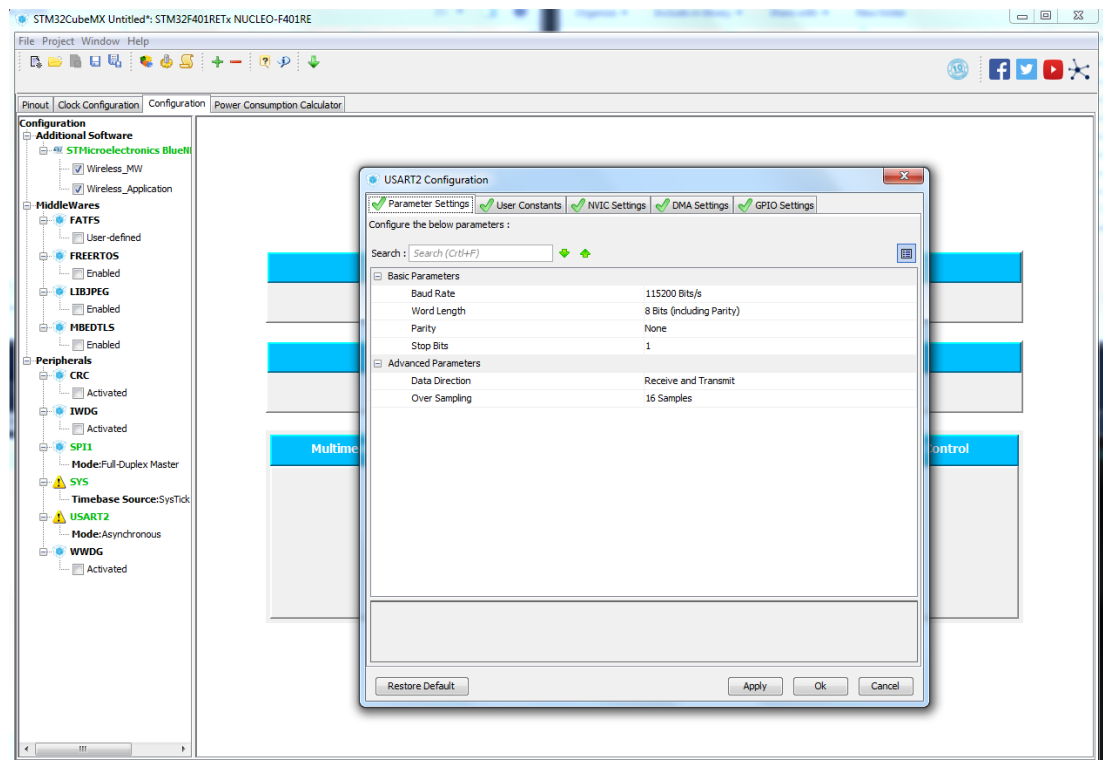 STM32CubeMX Untitled*: STM32F401RETx NUCLEO-F401RE
File Project Window Help
Pinout Clock Configuration Configuration Power Consumption Calculator
Configuration
Additional Software
STMicroelectronics BlueN
Wireless_MW
Wireless_Application
MiddleWares
FATFS
User-defined
FREERTOS
Enabled
LIBJPEG
Enabled
MBEDTLS
Enabled
Peripherals
CRC
Activated
IWDG
Activated
SPI1
Mode:Full-Duplex Master
SYS
Timebase Source:SysTick
USART2
Mode:Asynchronous
WWDG
Activated
Multime
ontrol
USART2 Configuration
Parameter Settings User Constants NVIC Settings DMA Settings GPIO Settings
Configure the below parameters :
Search : Search (Crtl+F)
Basic Parameters
Baud Rate 115200 Bits/s
Word Length 8 Bits (including Parity)
Parity None
Stop Bits 1
Advanced Parameters
Data Direction Receive and Transmit
Over Sampling 16 Samples
Restore Default Apply Ok Cancel